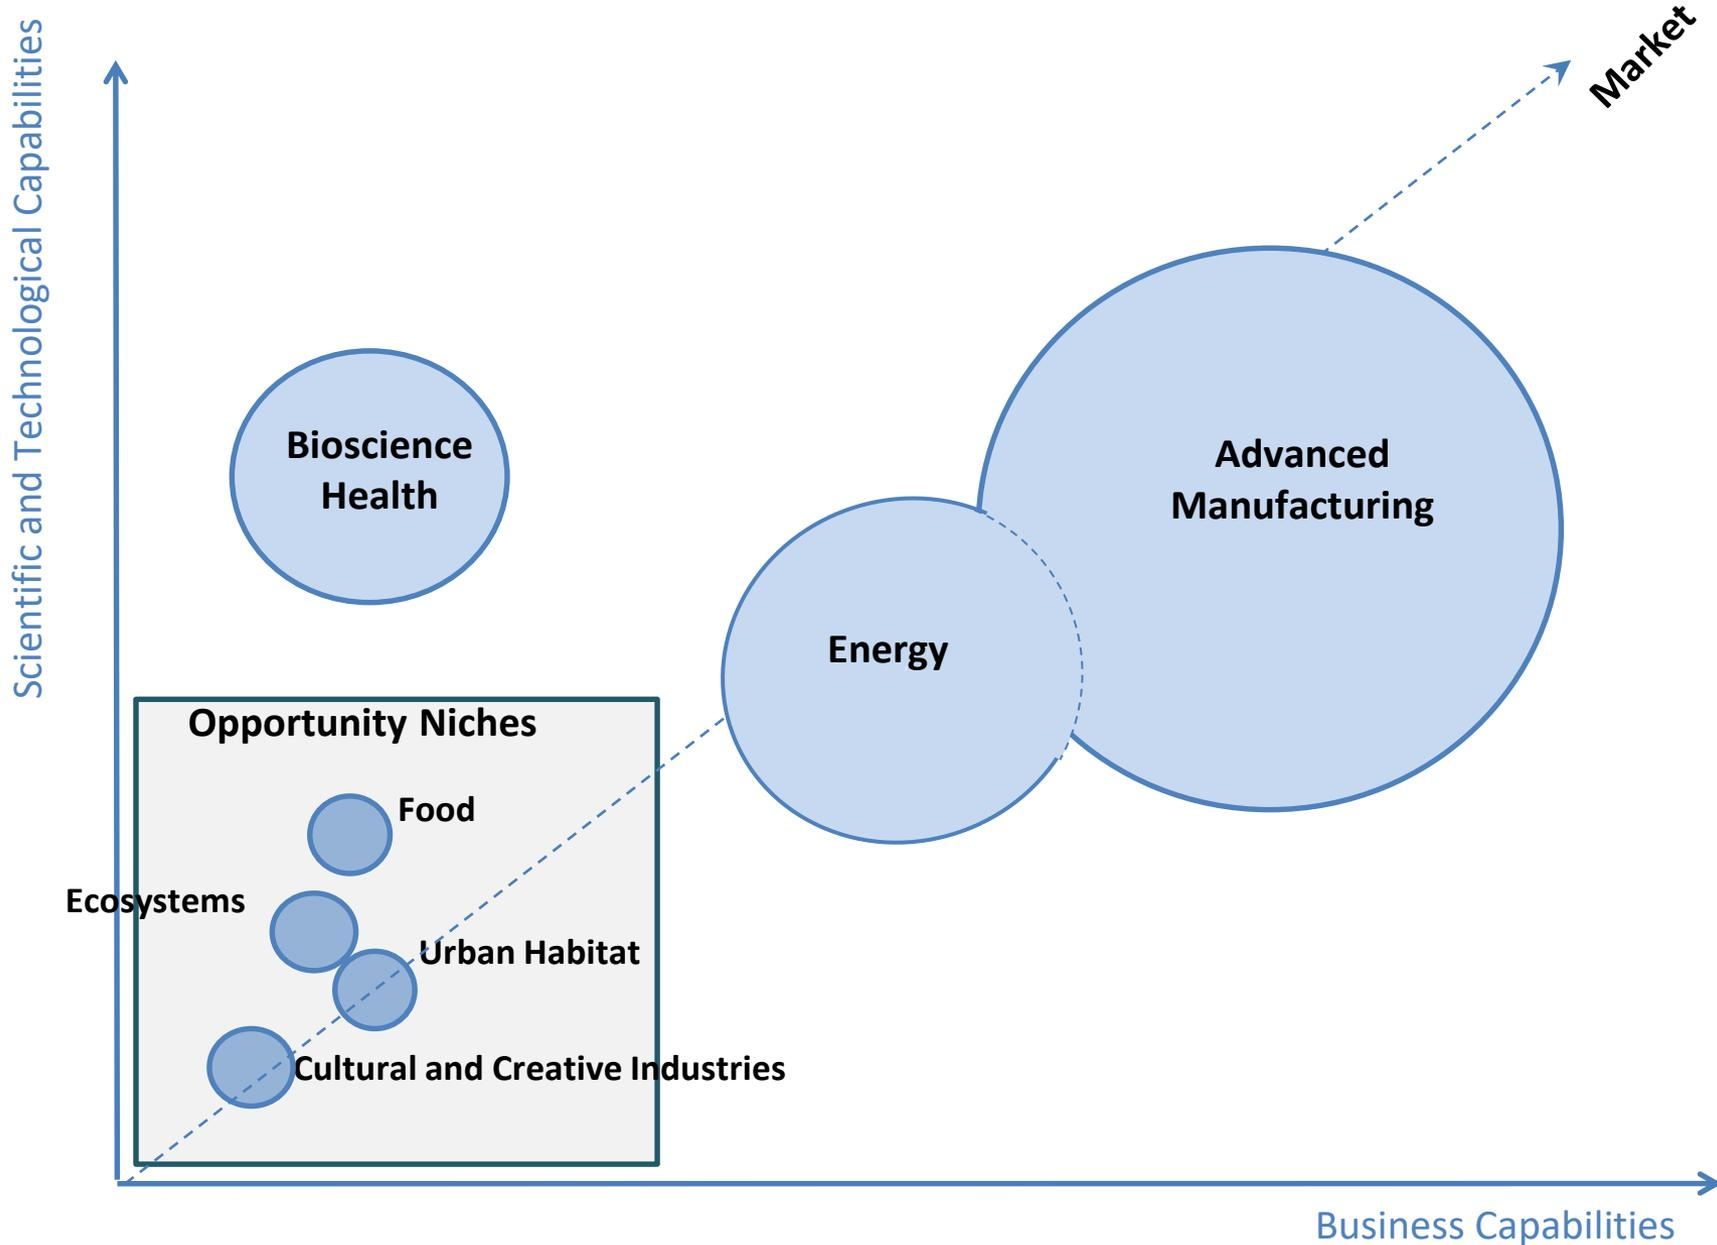 Scientific and Technological Capabilities
Market
Bioscience
Health
Advanced
Manufacturing
Energy
Opportunity Niches
Food
Ecosystems
Urban Habitat
Cultural and Creative Industries
Business Capabilities